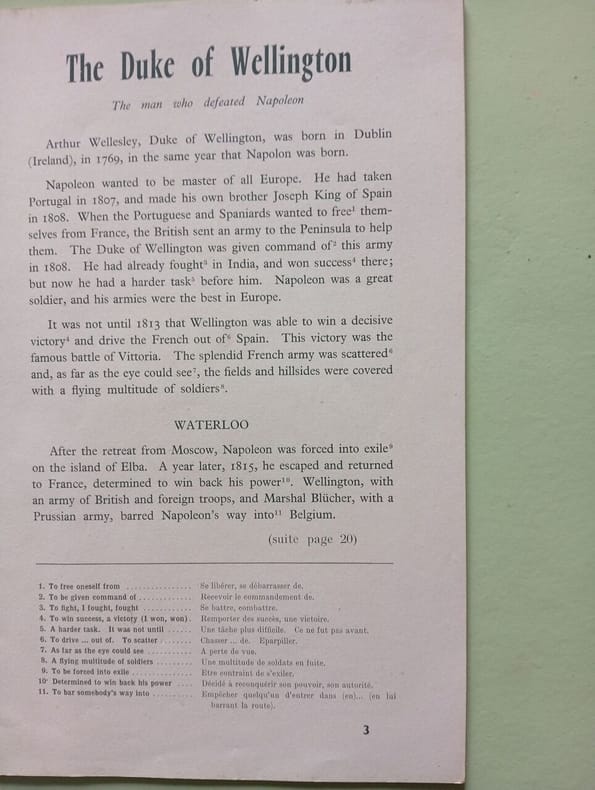 The Duke of Wellington
The man who defeated Napoleon
Arthur Wellesley, Duke of Wellington, was born in Dublin
(Ireland), in 1769, in the same year that Napolon was born.
Napoleon wanted to be master of all Europe. He had taken
Portugal in 1807, and made his own brother Joseph King of Spain
in 1808. When the Portuguese and Spaniards wanted to free¹ them-
selves from France, the British sent an army to the Peninsula to help
them. The Duke of Wellington was given command of² this army
in 1808. He had already fought³ in India, and won success⁴ there;
but now he had a harder task⁵ before him. Napoleon was a great
soldier, and his armies were the best in Europe.
It was not until 1813 that Wellington was able to win a decisive
victory⁴ and drive the French out of⁶ Spain. This victory was the
famous battle of Vittoria. The splendid French army was scattered⁶
and, as far as the eye could see⁷, the fields and hillsides were covered
with a flying multitude of soldiers⁸.
WATERLOO
After the retreat from Moscow, Napoleon was forced into exile⁹
on the island of Elba. A year later, 1815, he escaped and returned
to France, determined to win back his power¹⁰. Wellington, with
an army of British and foreign troops, and Marshal Blücher, with a
Prussian army, barred Napoleon's way into¹¹ Belgium.
(suite page 20)
1. To free oneself from ............... Se libérer, se débarrasser de.
2. To be given command of ............ Recevoir le commandement de.
3. To fight, I fought, fought ........... Se battre, combattre.
4. To win success, a victory (I won, won). Remporter des succès, une victoire.
5. A harder task. It was not until ...... Une tâche plus difficile. Ce ne fut pas avant.
6. To drive ... out of. To scatter ........ Chasser ... de. Eparpiller.
7. As far as the eye could see .......... A perte de vue.
8. A flying multitude of soldiers ......... Une multitude de soldats en fuite.
9. To be forced into exile .............. Etre contraint de s'exiler.
10· Determined to win back his power .... Décidé à reconquérir son pouvoir, son autorité.
11. To bar somebody's way into .......... Empêcher quelqu'un d'entrer dans (en)... (en lui
barrant la route).
3